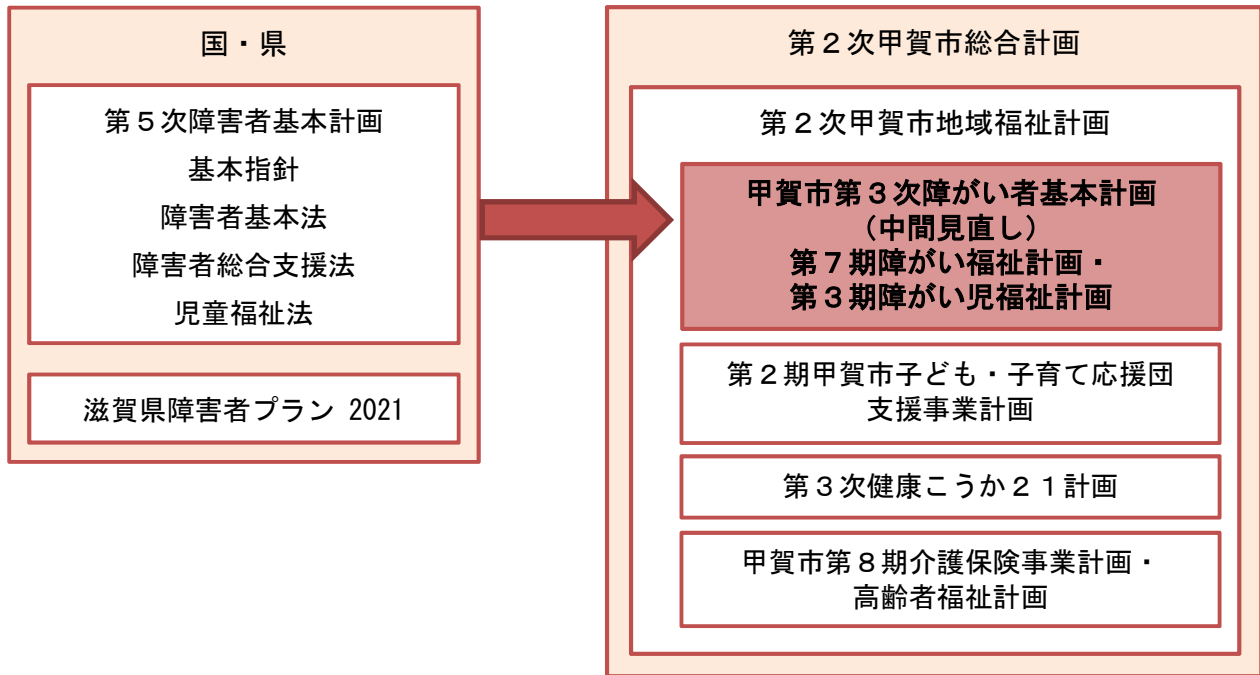 国・県
第５次障害者基本計画
基本指針
障害者基本法
障害者総合支援法
児童福祉法
滋賀県障害者プラン 2021
第２次甲賀市総合計画
第２次甲賀市地域福祉計画
甲賀市第３次障がい者基本計画
（中間見直し）
第７期障がい福祉計画・
第３期障がい児福祉計画
第２期甲賀市子ども・子育て応援団
支援事業計画
第３次健康こうか２１計画
甲賀市第８期介護保険事業計画・
高齢者福祉計画